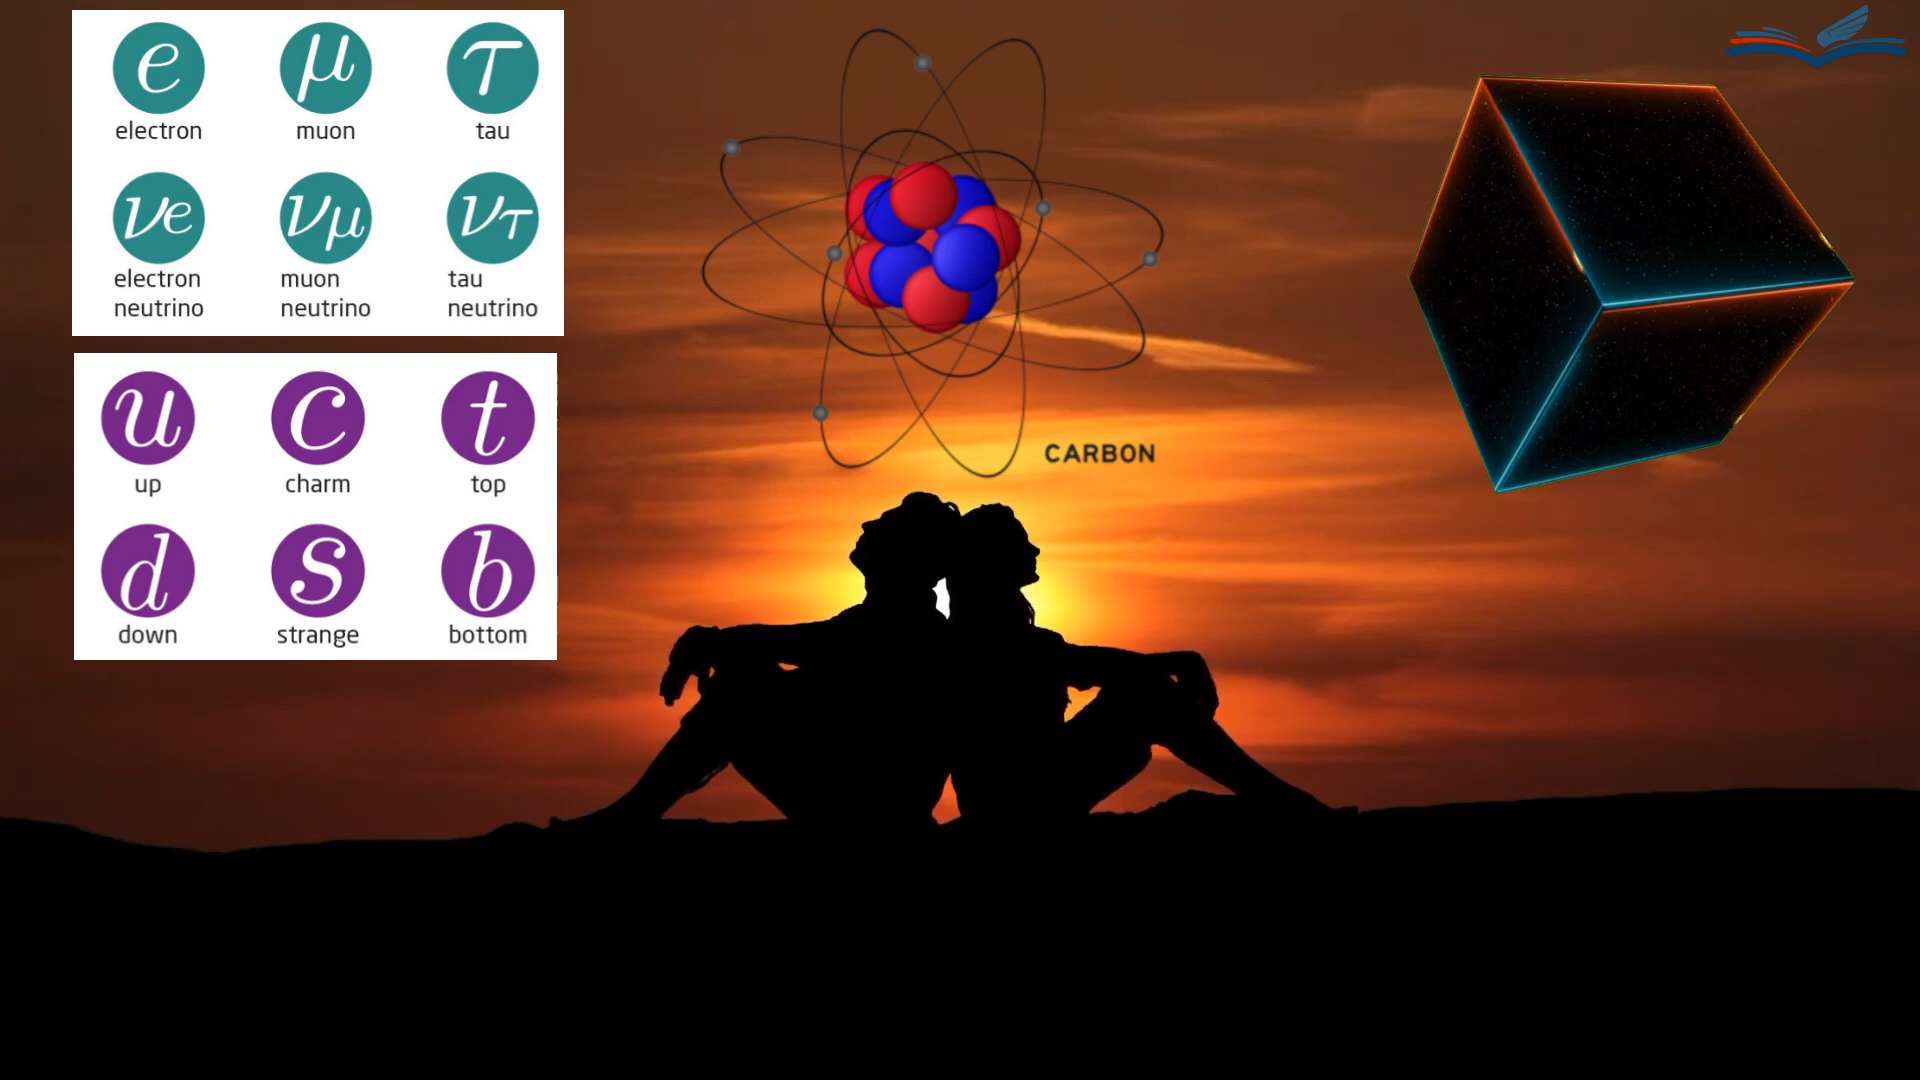 e μ τ
electron muon tau
νe νμ ντ
electron muon tau
neutrino neutrino neutrino
u c t
up charm top
d s b
down strange bottom
CARBON